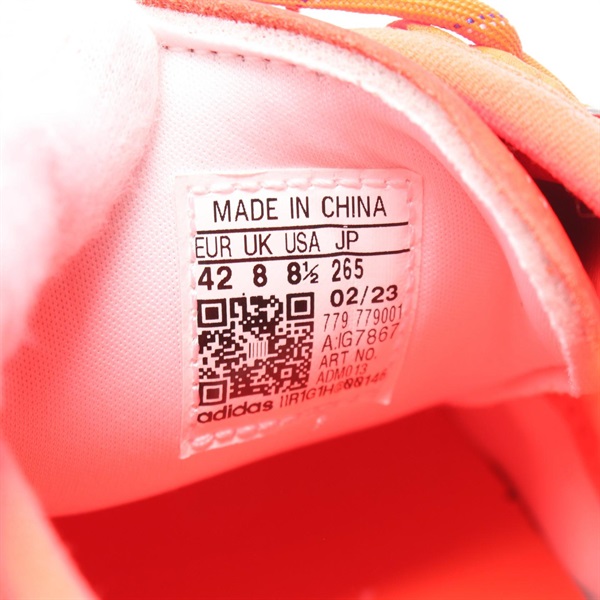 MADE IN CHINA
EUR UK USA JP
42 8 8½ 265
02/23
779 779001
A:IG7867
ART NO.
ADM013
adidas